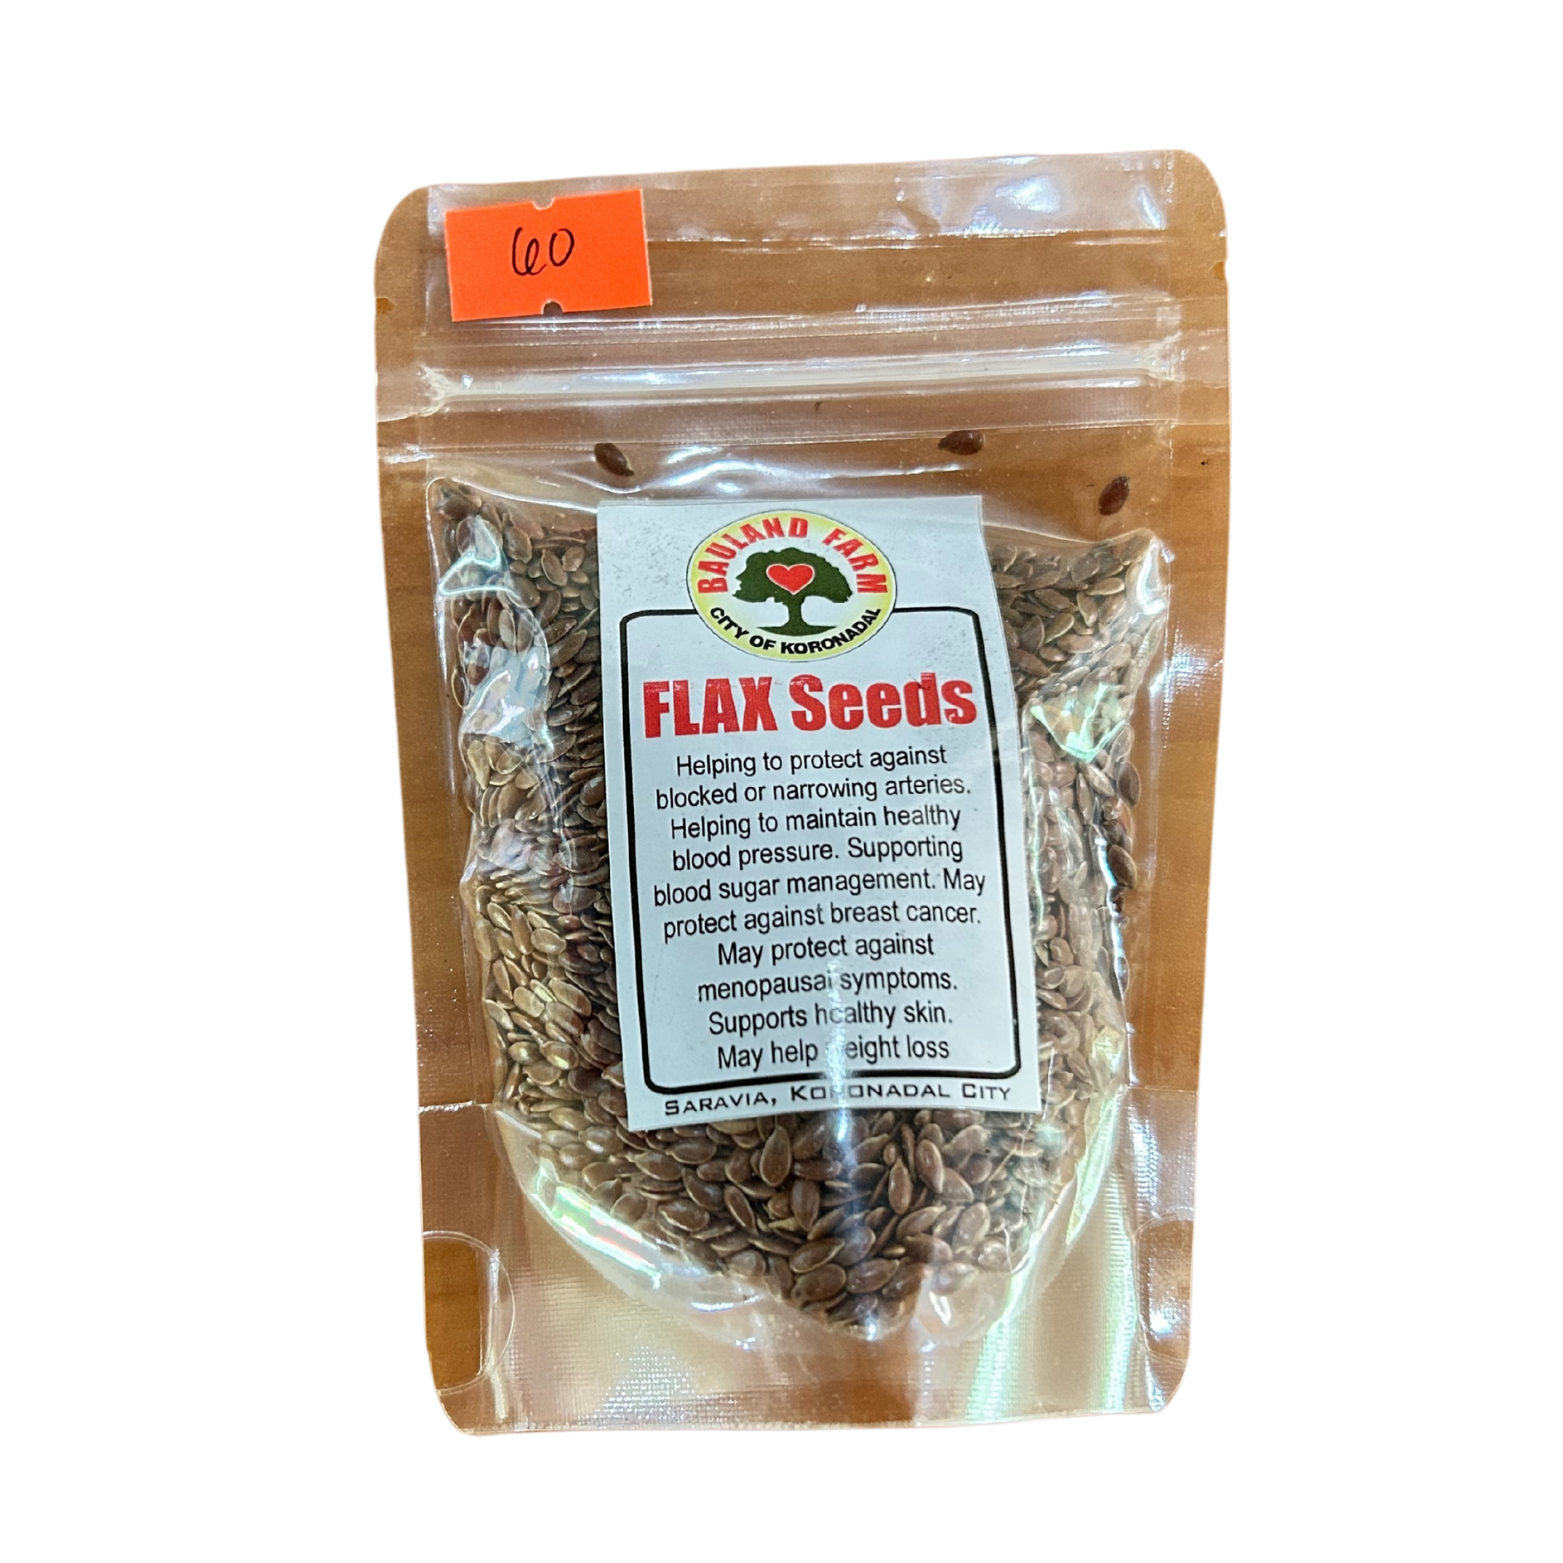 60
BAULAND FARM
CITY OF KORONADAL
FLAX Seeds
Helping to protect against
blocked or narrowing arteries.
Helping to maintain healthy
blood pressure. Supporting
blood sugar management. May
protect against breast cancer.
May protect against
menopausal symptoms.
Supports healthy skin.
May help weight loss
SARAVIA, KORONADAL CITY